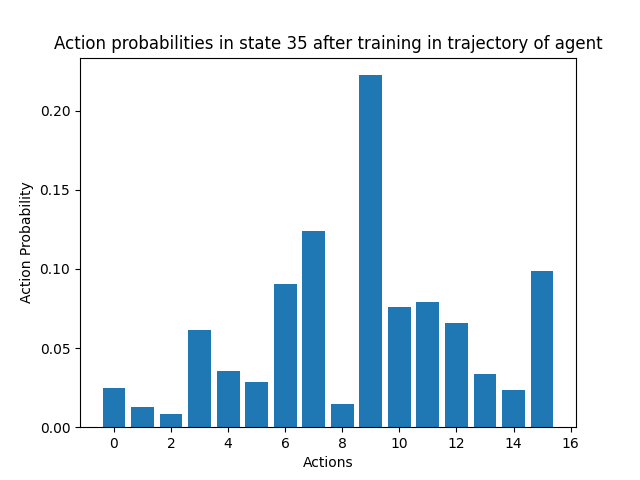 Action probabilities in state 35 after training in trajectory of agent
Action Probability
0.20
0.15
0.10
0.05
0.00
0 2 4 6 8 10 12 14 16
Actions